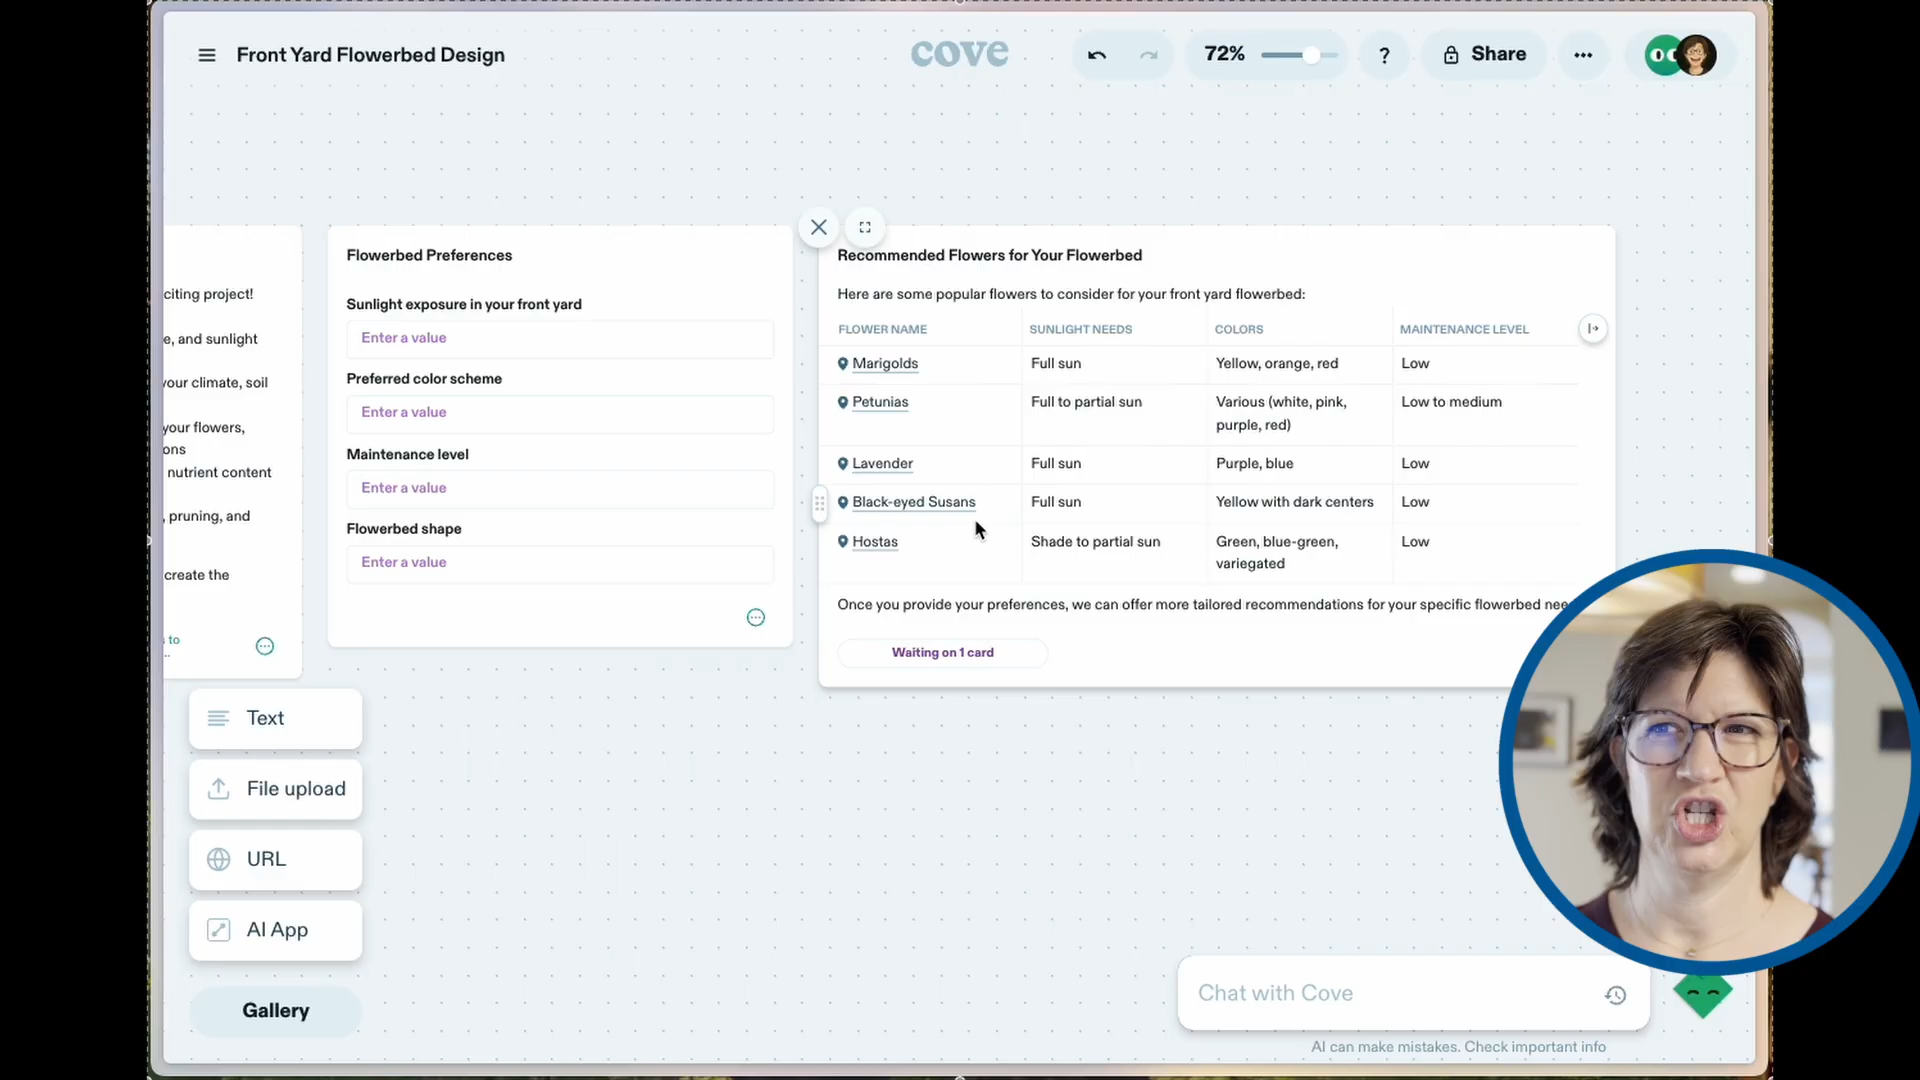 Front Yard Flowerbed Design
cove
72%
?
Share
citing project!
e, and sunlight
your climate, soil
your flowers,
ons
nutrient content
, pruning, and
create the
to
Flowerbed Preferences
Sunlight exposure in your front yard
Enter a value
Preferred color scheme
Enter a value
Maintenance level
Enter a value
Flowerbed shape
Enter a value
Recommended Flowers for Your Flowerbed
Here are some popular flowers to consider for your front yard flowerbed:
FLOWER NAME SUNLIGHT NEEDS COLORS MAINTENANCE LEVEL
Marigolds Full sun Yellow, orange, red Low
Petunias Full to partial sun Various (white, pink, Low to medium
purple, red)
Lavender Full sun Purple, blue Low
Black-eyed Susans Full sun Yellow with dark centers Low
Hostas Shade to partial sun Green, blue-green, Low
variegated
Once you provide your preferences, we can offer more tailored recommendations for your specific flowerbed nee
Waiting on 1 card
Text
File upload
URL
AI App
Gallery
Chat with Cove
AI can make mistakes. Check important info